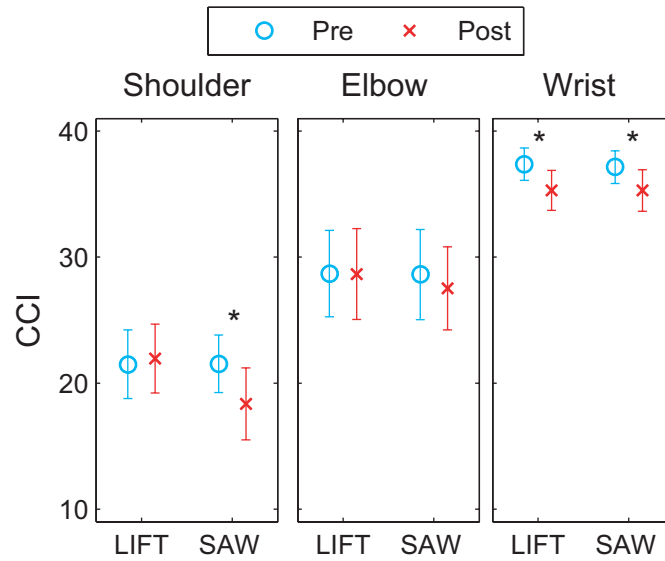 Pre Post
Shoulder Elbow Wrist
40
* *
30
*
20
10
CCI
LIFT SAW LIFT SAW LIFT SAW